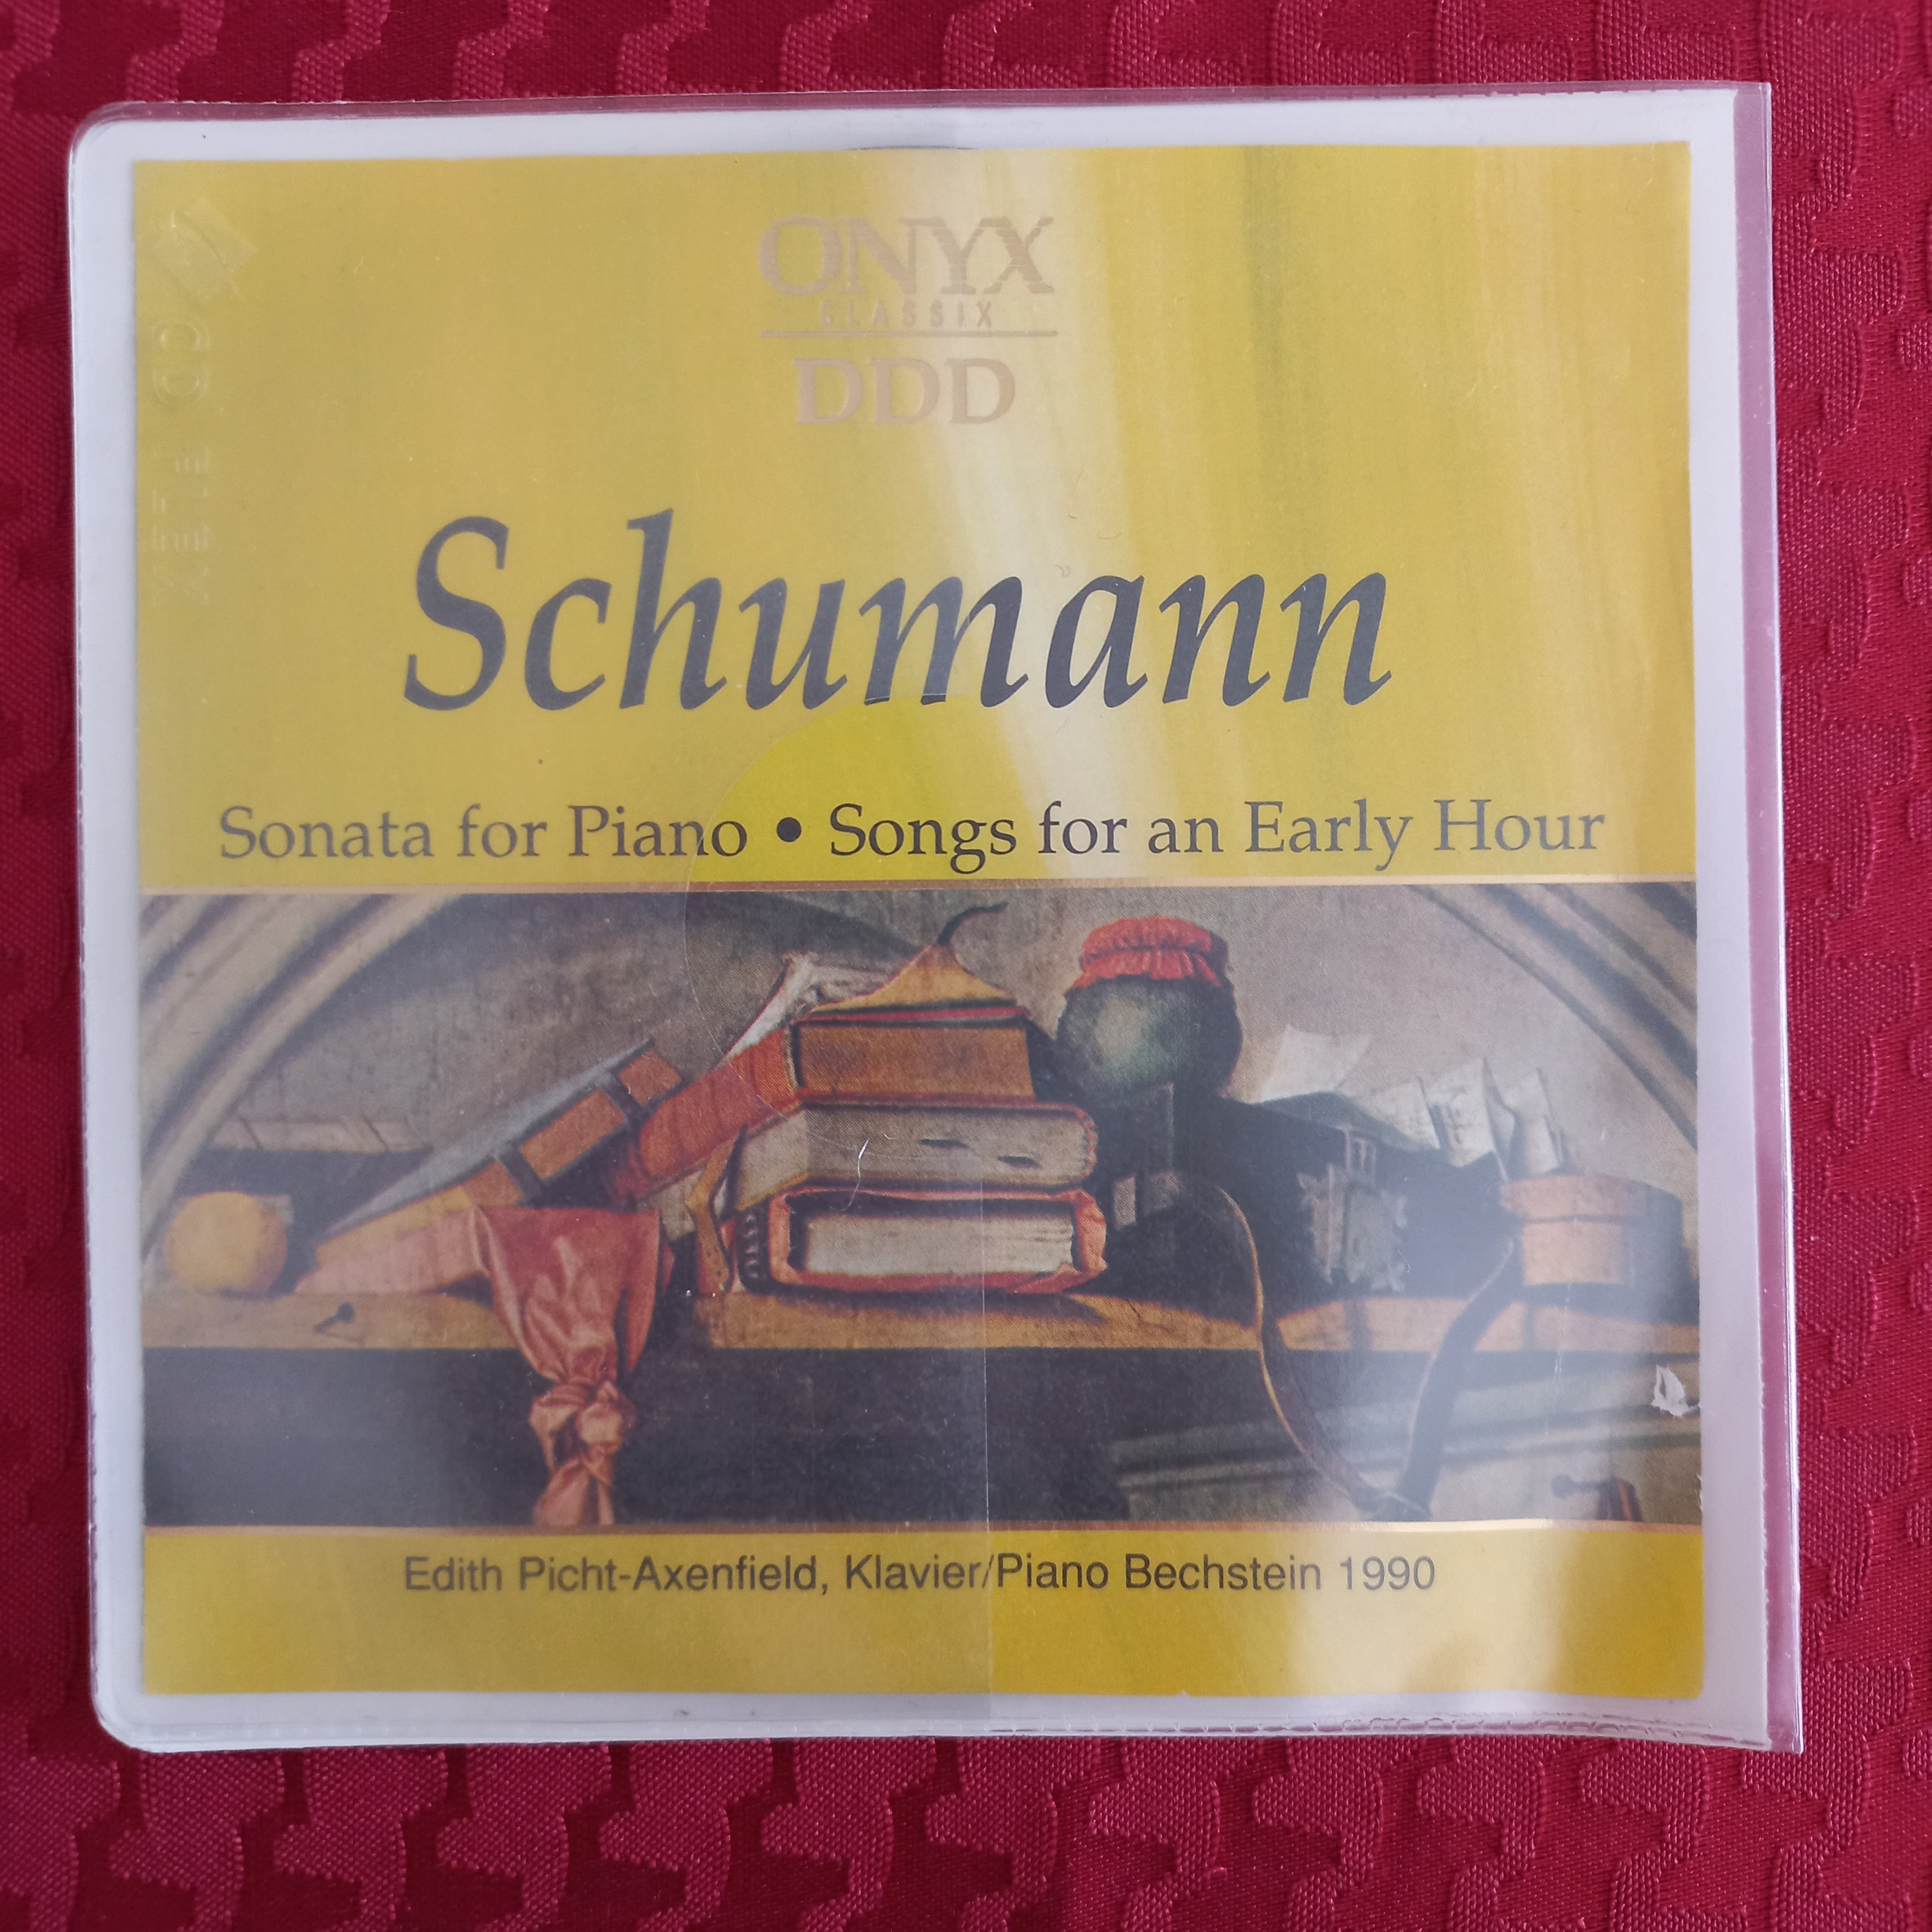 ONYX
CLASSIX
DDD
Schumann
Sonata for Piano • Songs for an Early Hour
Edith Picht-Axenfield, Klavier/Piano Bechstein 1990